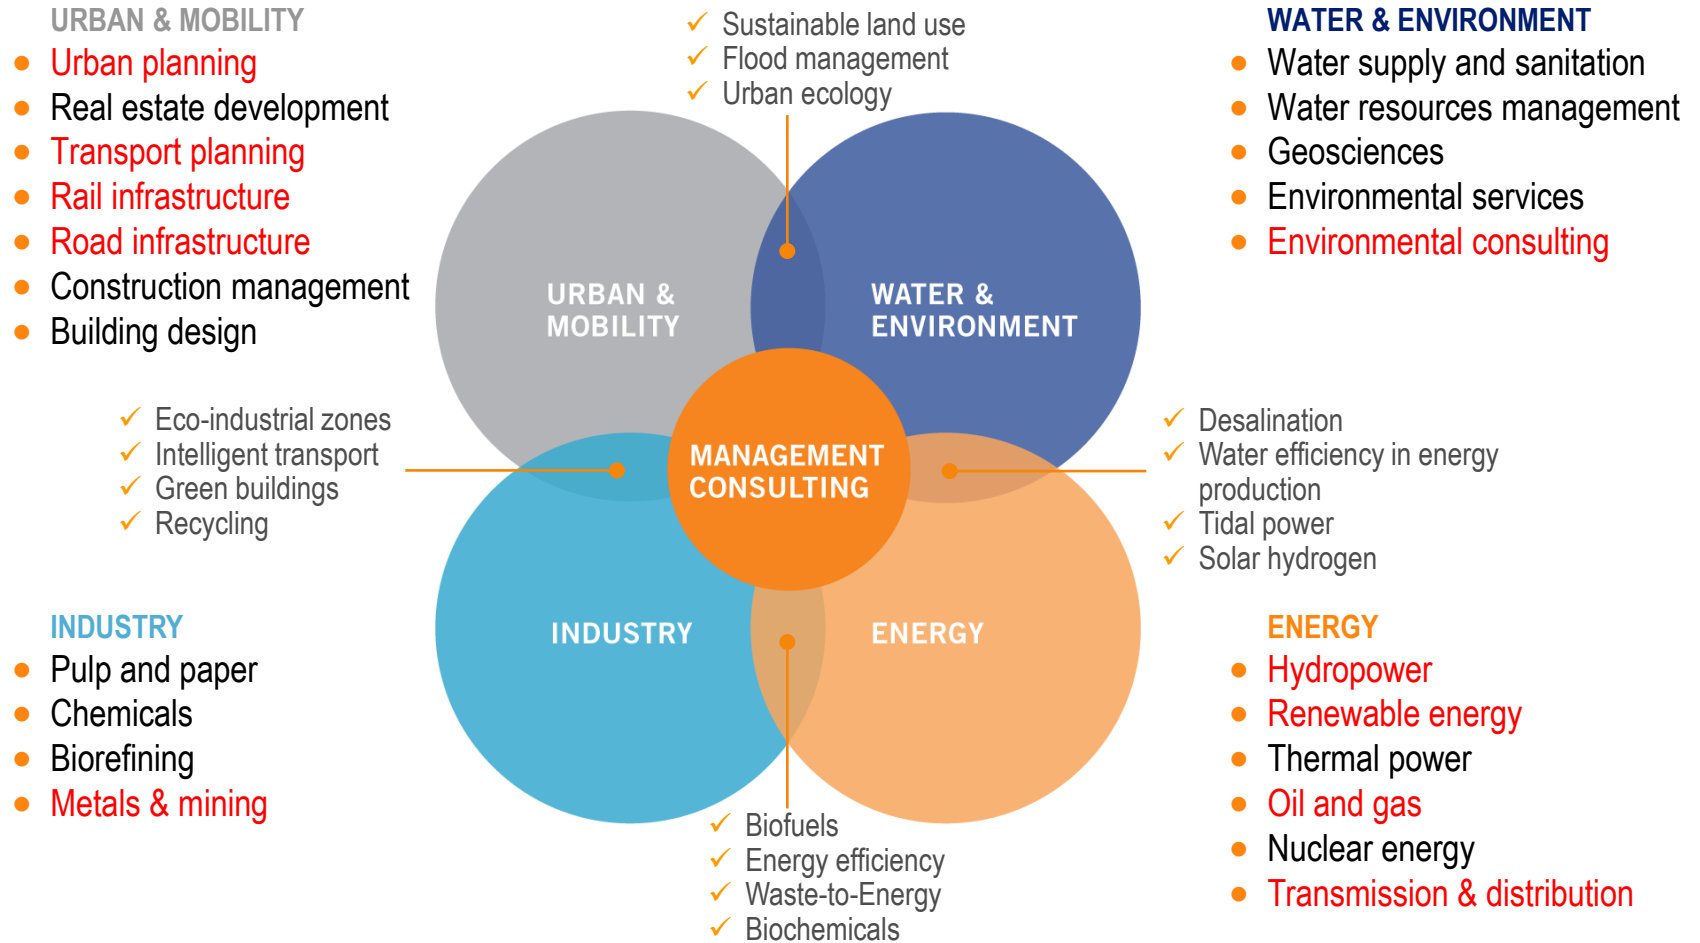 URBAN & MOBILITY
Urban planning
Real estate development
Transport planning
Rail infrastructure
Road infrastructure
Construction management
Building design
Sustainable land use
Flood management
Urban ecology
WATER & ENVIRONMENT
Water supply and sanitation
Water resources management
Geosciences
Environmental services
Environmental consulting
URBAN &
MOBILITY
WATER &
ENVIRONMENT
Eco-industrial zones
Intelligent transport
Green buildings
Recycling
MANAGEMENT
CONSULTING
Desalination
Water efficiency in energy
production
Tidal power
Solar hydrogen
INDUSTRY
ENERGY
INDUSTRY
Pulp and paper
Chemicals
Biorefining
Metals & mining
Biofuels
Energy efficiency
Waste-to-Energy
Biochemicals
ENERGY
Hydropower
Renewable energy
Thermal power
Oil and gas
Nuclear energy
Transmission & distribution